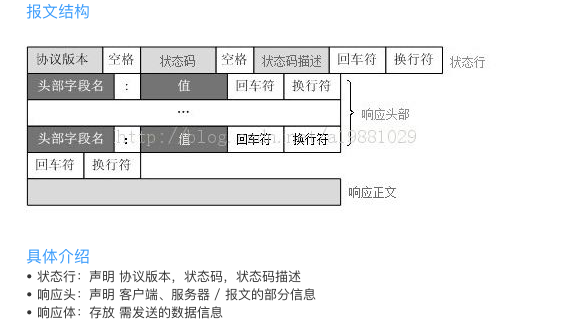 报文结构
协议版本 空格 状态码 空格 状态码描述 回车符 换行符 状态行
头部字段名 : 值 回车符 换行符
...
响应头部
头部字段名 : 值 回车符 换行符
回车符 换行符
响应正文
具体介绍
• 状态行：声明 协议版本，状态码，状态码描述
• 响应头：声明 客户端、服务器 / 报文的部分信息
• 响应体：存放 需发送的数据信息